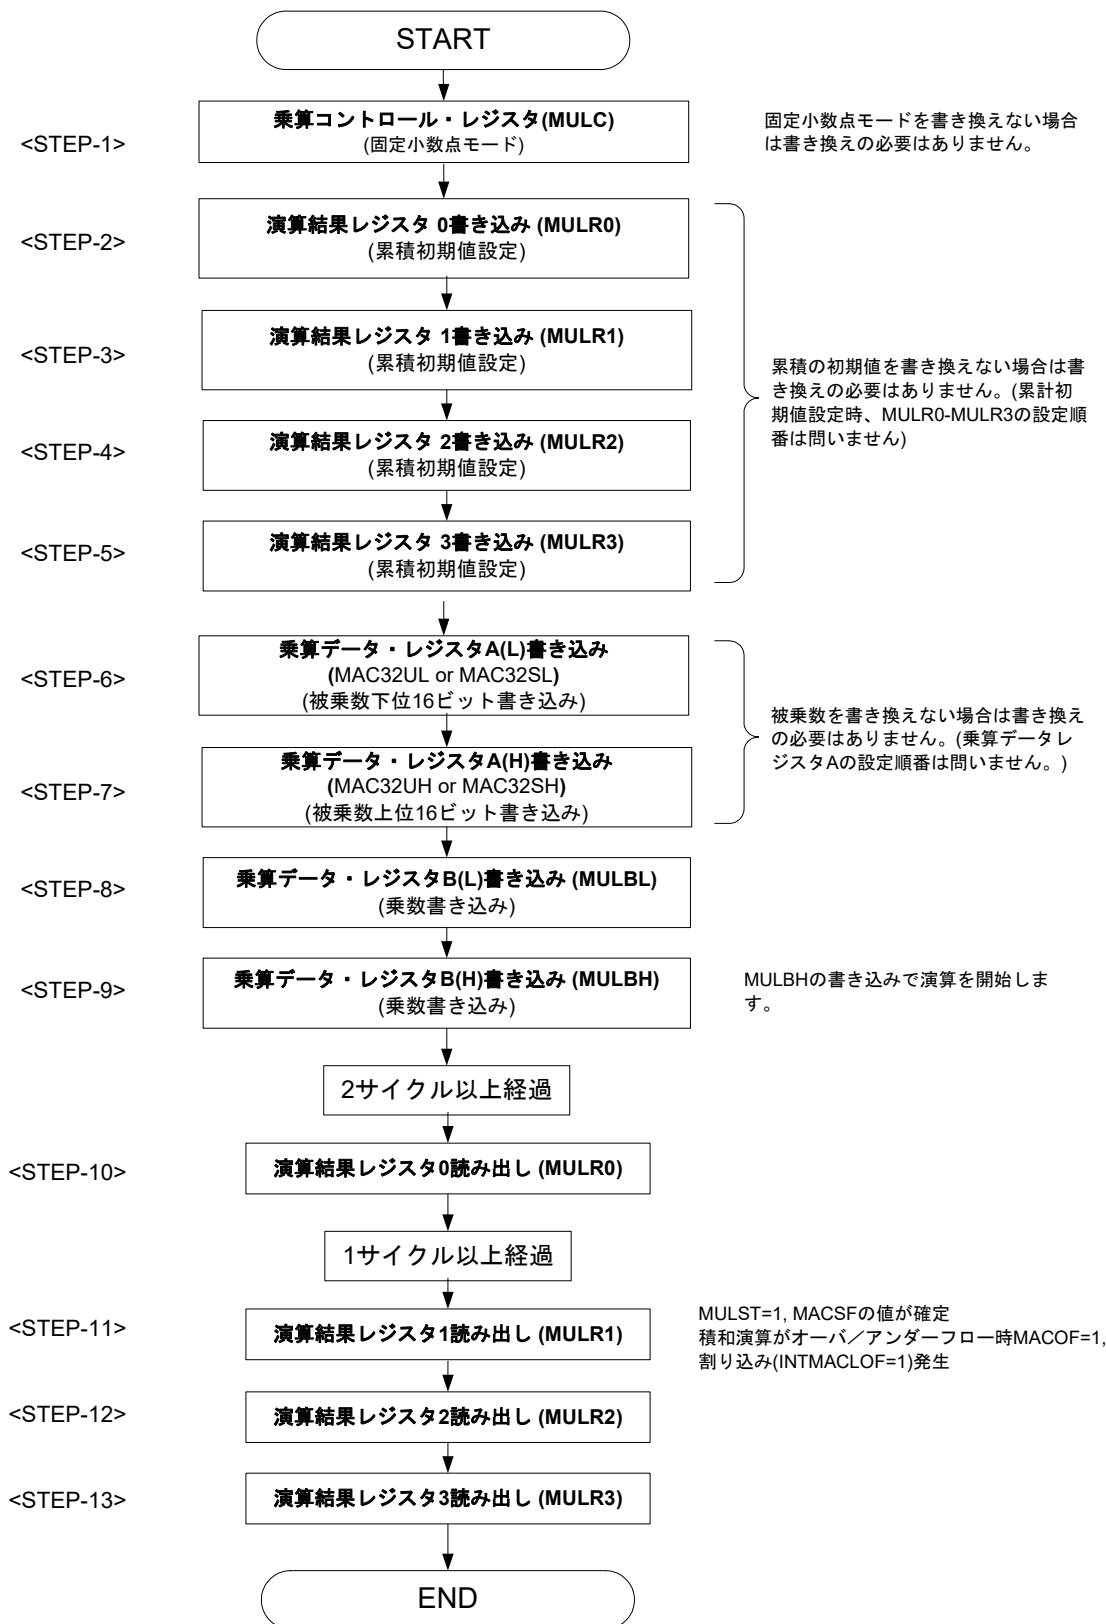 START
<STEP-1>
乗算コントロール・レジスタ(MULC)
(固定小数点モード)
固定小数点モードを書き換えない場合
は書き換えの必要はありません。
<STEP-2>
演算結果レジスタ 0書き込み (MULR0)
(累積初期値設定)
<STEP-3>
演算結果レジスタ 1書き込み (MULR1)
(累積初期値設定)
累積の初期値を書き換えない場合は書
き換えの必要はありません。(累計初
期値設定時、MULR0-MULR3の設定順
番は問いません)
<STEP-4>
演算結果レジスタ 2書き込み (MULR2)
(累積初期値設定)
<STEP-5>
演算結果レジスタ 3書き込み (MULR3)
(累積初期値設定)
<STEP-6>
乗算データ・レジスタA(L)書き込み
(MAC32UL or MAC32SL)
(被乗数下位16ビット書き込み)
被乗数を書き換えない場合は書き換え
の必要はありません。(乗算データレ
ジスタAの設定順番は問いません。)
<STEP-7>
乗算データ・レジスタA(H)書き込み
(MAC32UH or MAC32SH)
(被乗数上位16ビット書き込み)
<STEP-8>
乗算データ・レジスタB(L)書き込み (MULBL)
(乗数書き込み)
<STEP-9>
乗算データ・レジスタB(H)書き込み (MULBH)
(乗数書き込み)
MULBHの書き込みで演算を開始しま
す。
2サイクル以上経過
<STEP-10>
演算結果レジスタ0読み出し (MULR0)
1サイクル以上経過
<STEP-11>
演算結果レジスタ1読み出し (MULR1)
MULST=1, MACSFの値が確定
積和演算がオーバ／アンダーフロー時MACOF=1,
割り込み(INTMACLOF=1)発生
<STEP-12>
演算結果レジスタ2読み出し (MULR2)
<STEP-13>
演算結果レジスタ3読み出し (MULR3)
END